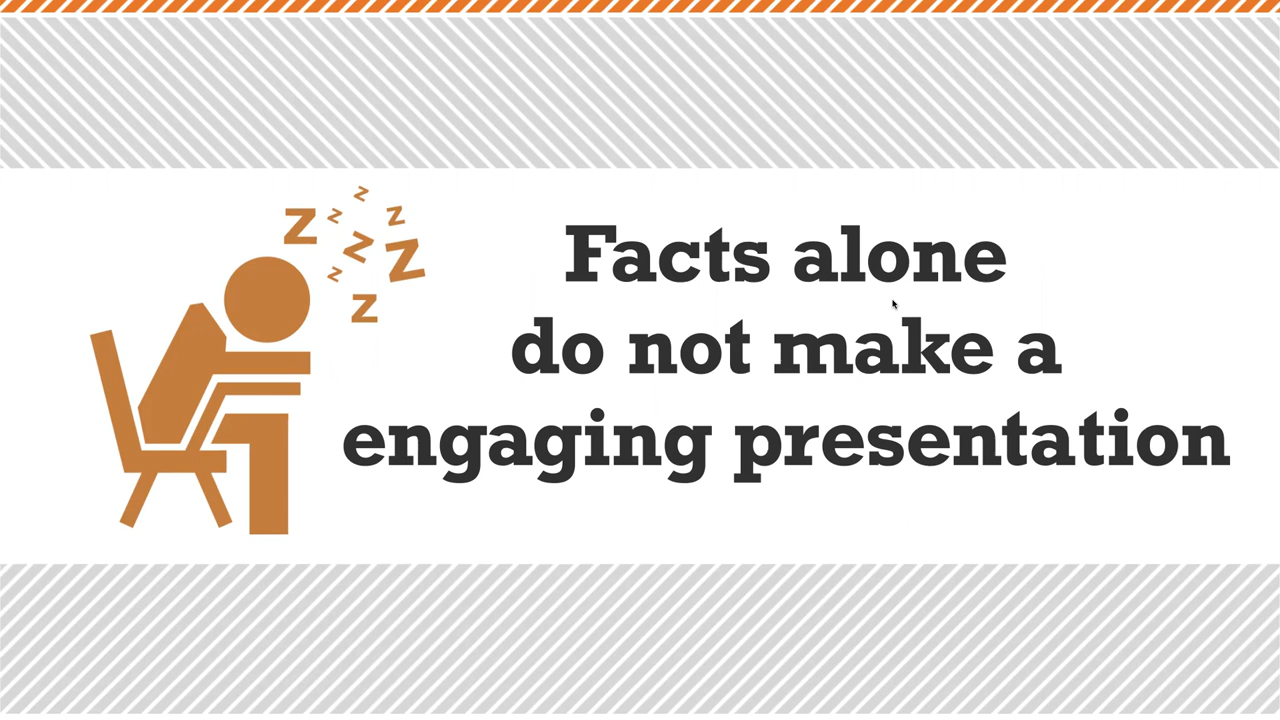 z
z z z
z z
z
z
Facts alone
do not make a
engaging presentation